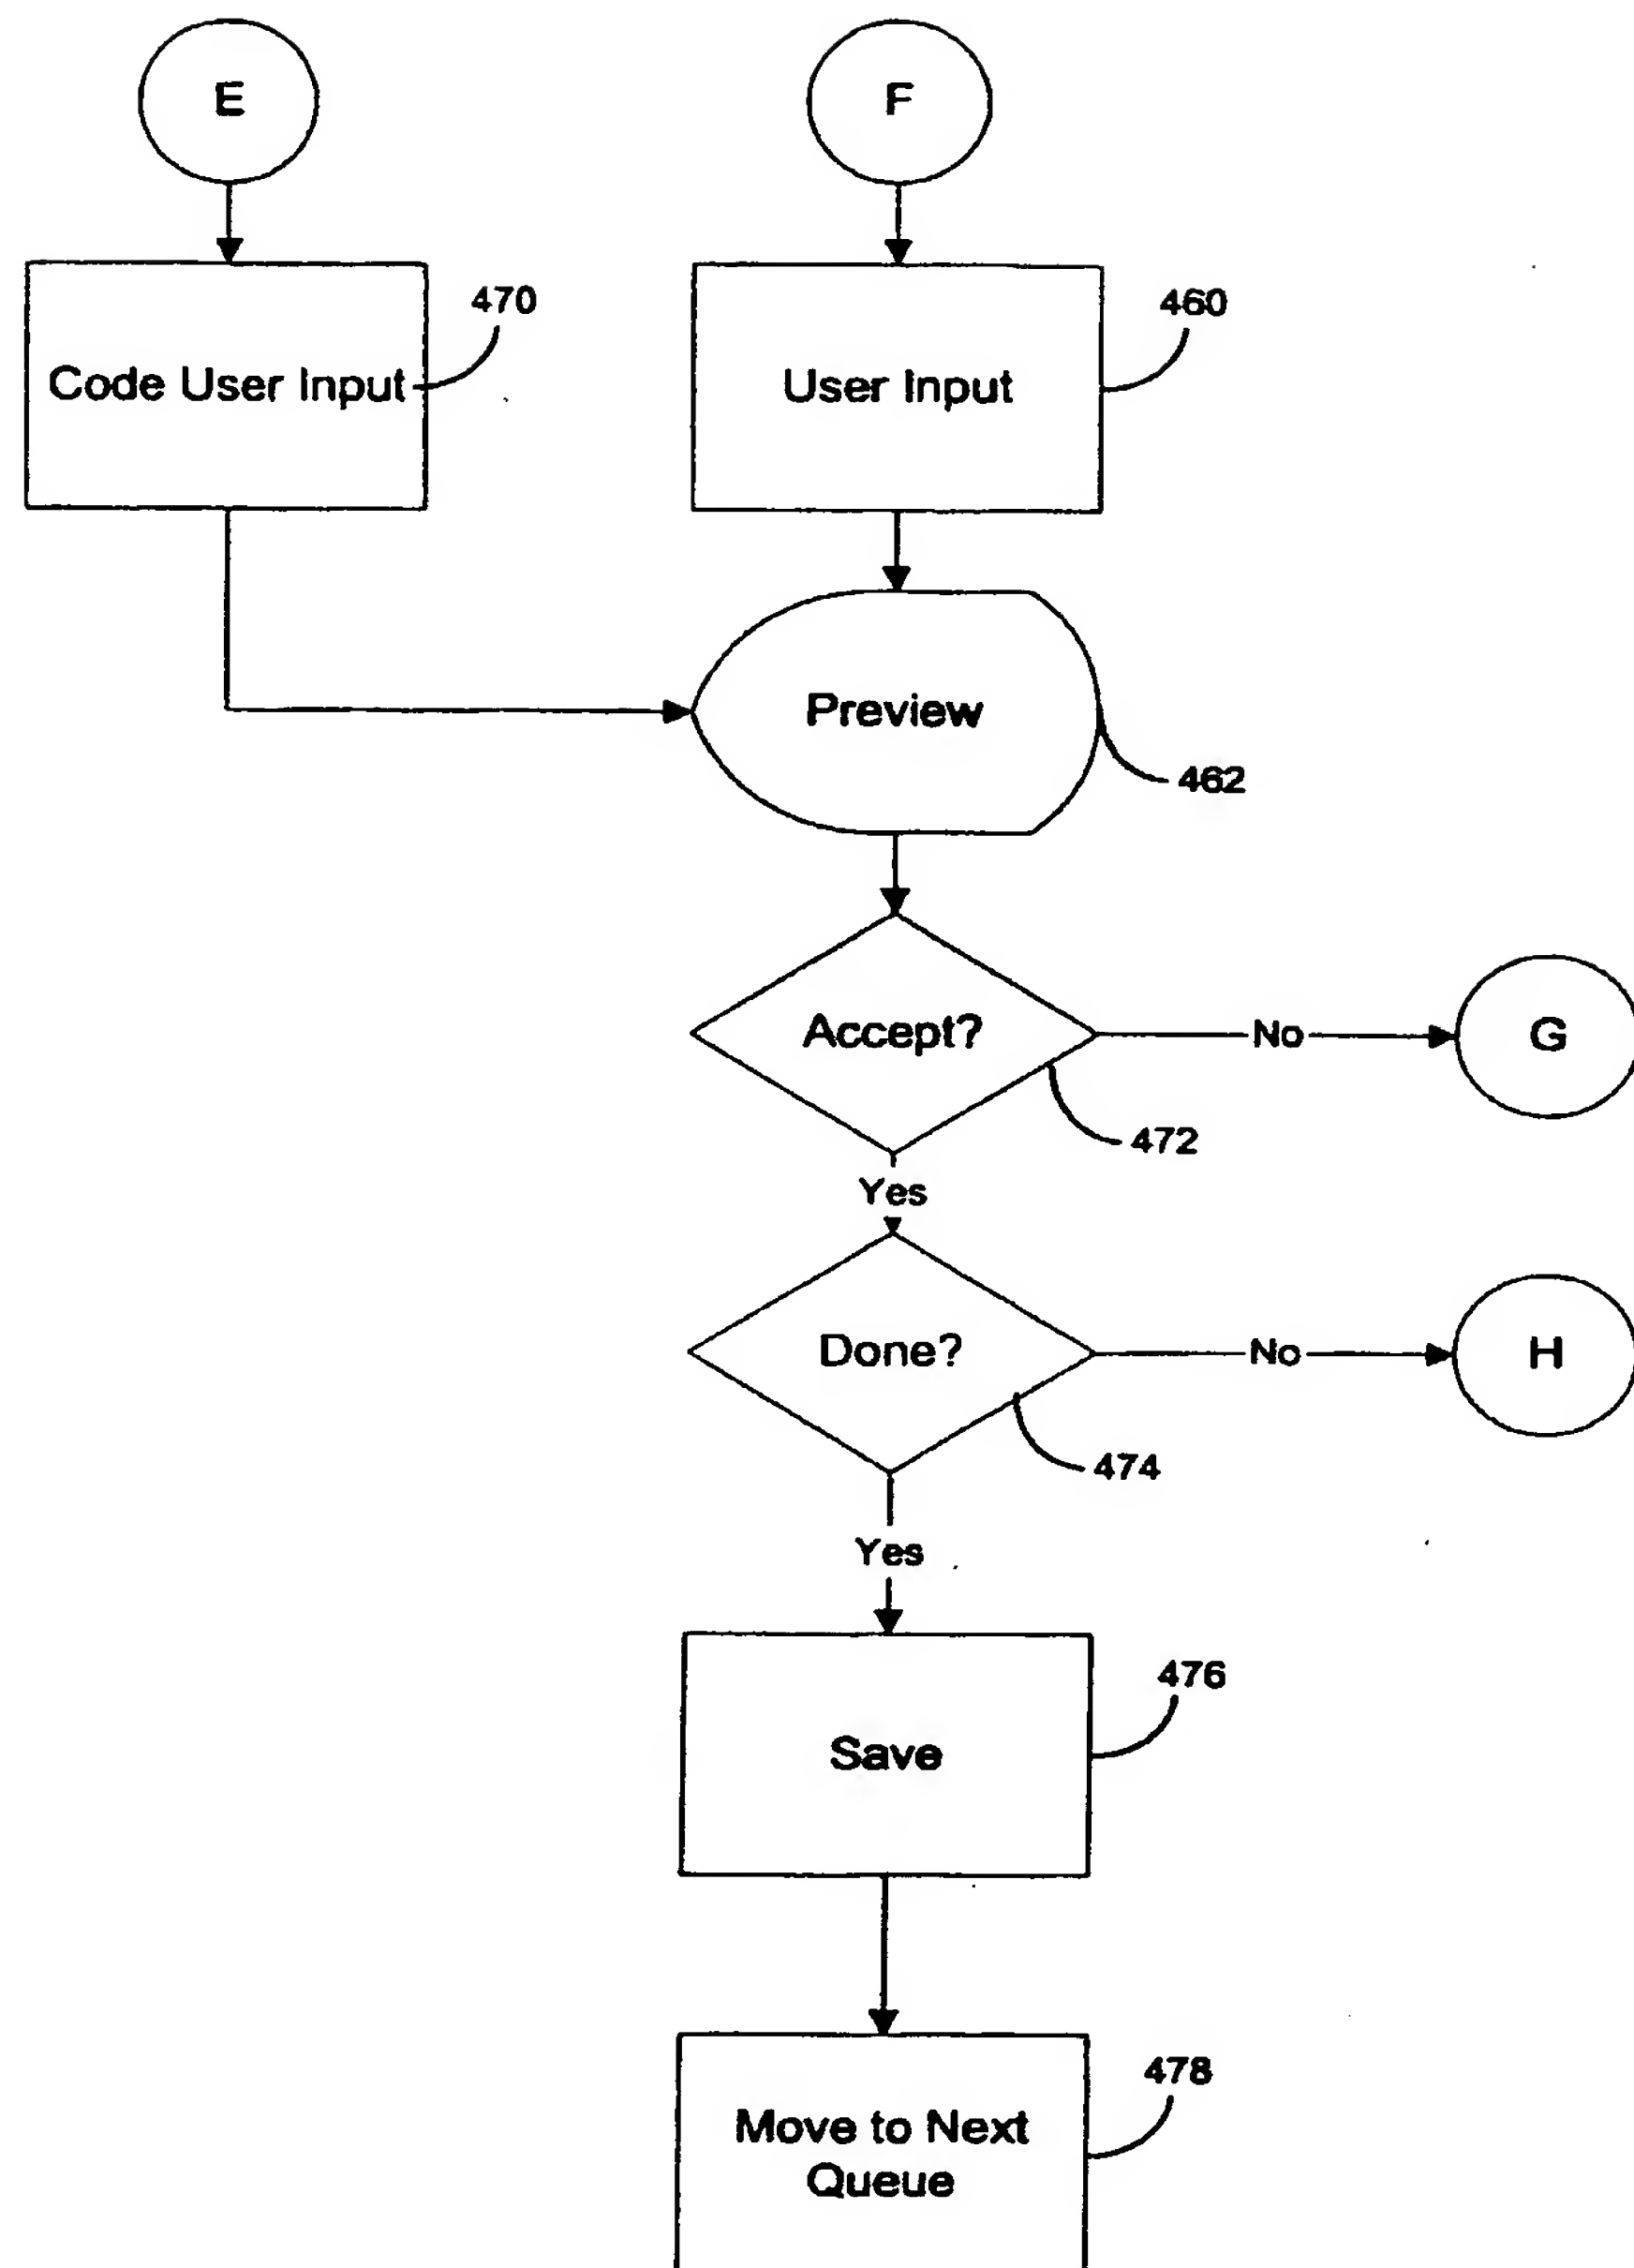 E
F
470
460
Code User Input
User Input
Preview
462
Accept?
No
G
472
Yes
Done?
No
H
474
Yes
476
Save
478
Move to Next
Queue